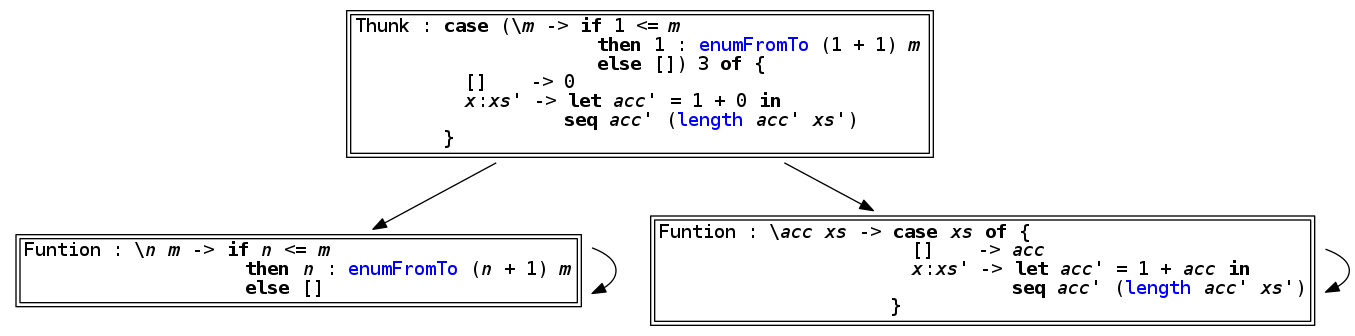 Thunk : case (\m -> if 1 <= m
then 1 : enumFromTo (1 + 1) m
else []) 3 of {
[]    -> 0
x:xs' -> let acc' = 1 + 0 in
seq acc' (length acc' xs')
}
Funtion : \n m -> if n <= m
then n : enumFromTo (n + 1) m
else []
Funtion : \acc xs -> case xs of {
[]    -> acc
x:xs' -> let acc' = 1 + acc in
seq acc' (length acc' xs')
}